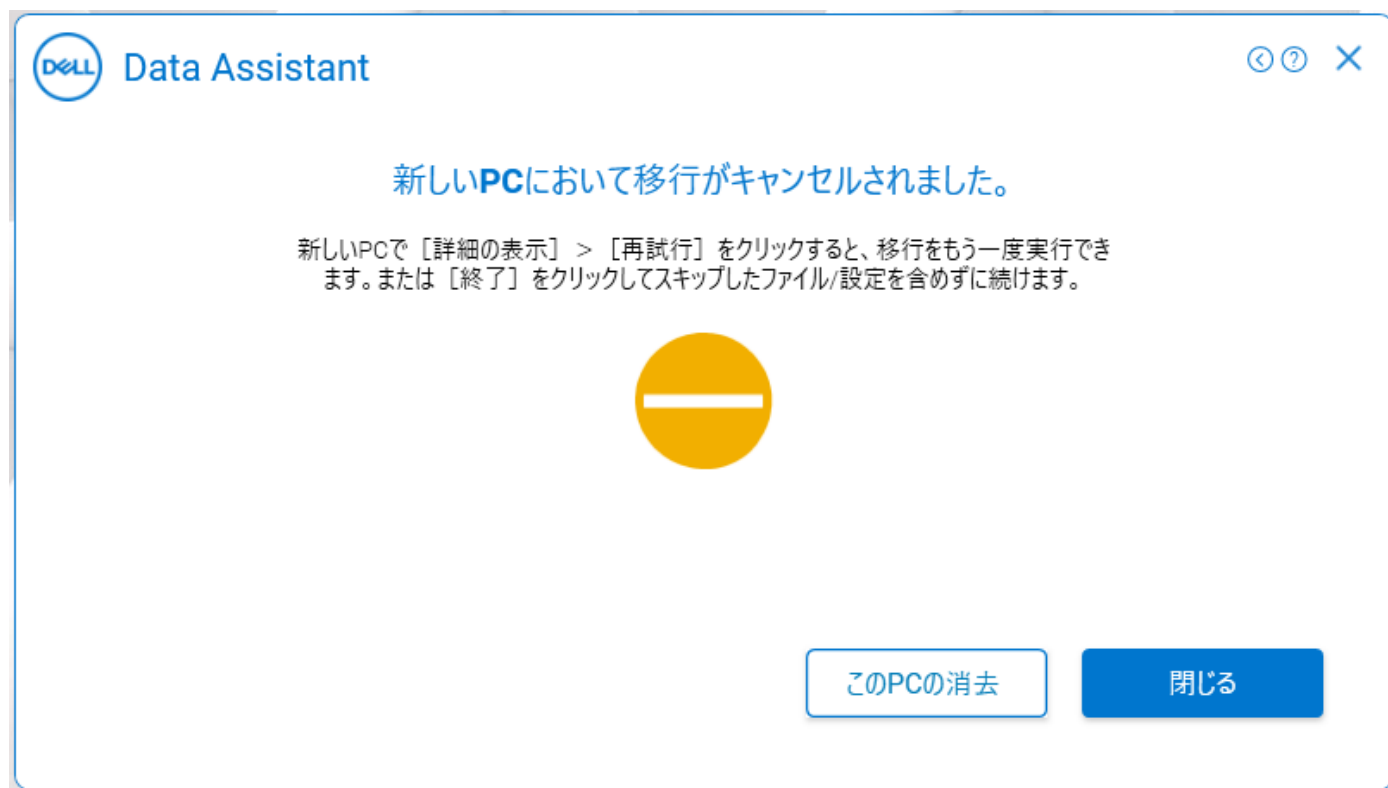 DELL Data Assistant
新しいPCにおいて移行がキャンセルされました。
新しいPCで［詳細の表示］ > ［再試行］をクリックすると、移行をもう一度実行でき
ます。または［終了］をクリックしてスキップしたファイル/設定を含めずに続けます。
このPCの消去
閉じる